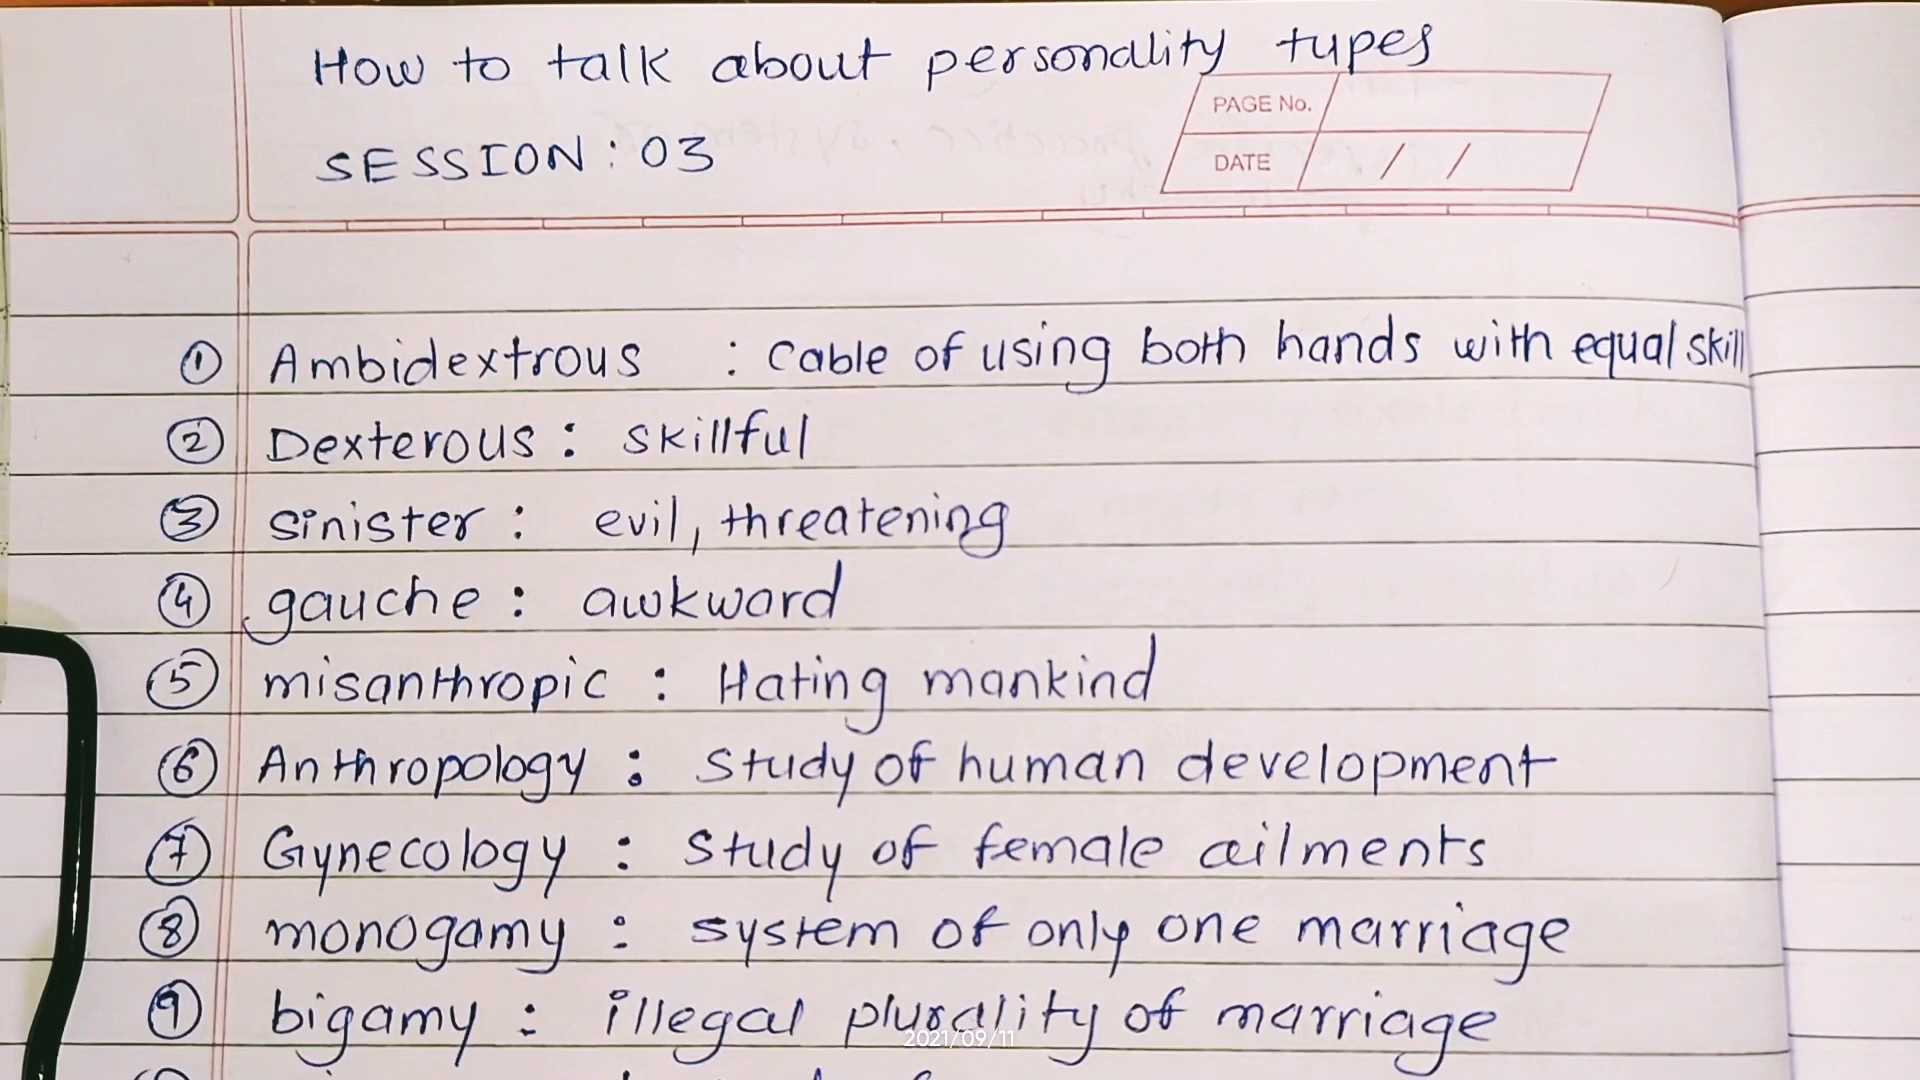 How to talk about personality types
SESSION : 03
PAGE No.
DATE / /
1 Ambidextrous : Cable of using both hands with equal skill
2 Dexterous : skillful
3 sinister : evil, threatening
4 gauche : awkward
5 misanthropic : Hating mankind
6 Anthropology : study of human development
7 Gynecology : study of female ailments
8 monogamy : system of only one marriage
9 bigamy : illegal plurality of marriage
2021/09/11